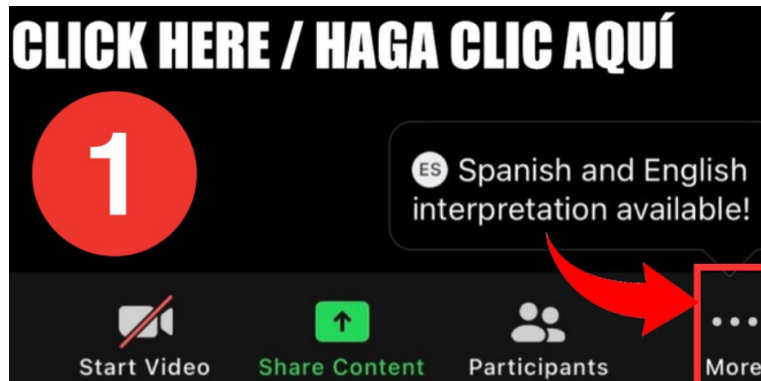 CLICK HERE / HAGA CLIC AQUÍ
1
ES Spanish and English
interpretation available!
Start Video
Share Content
Participants
More